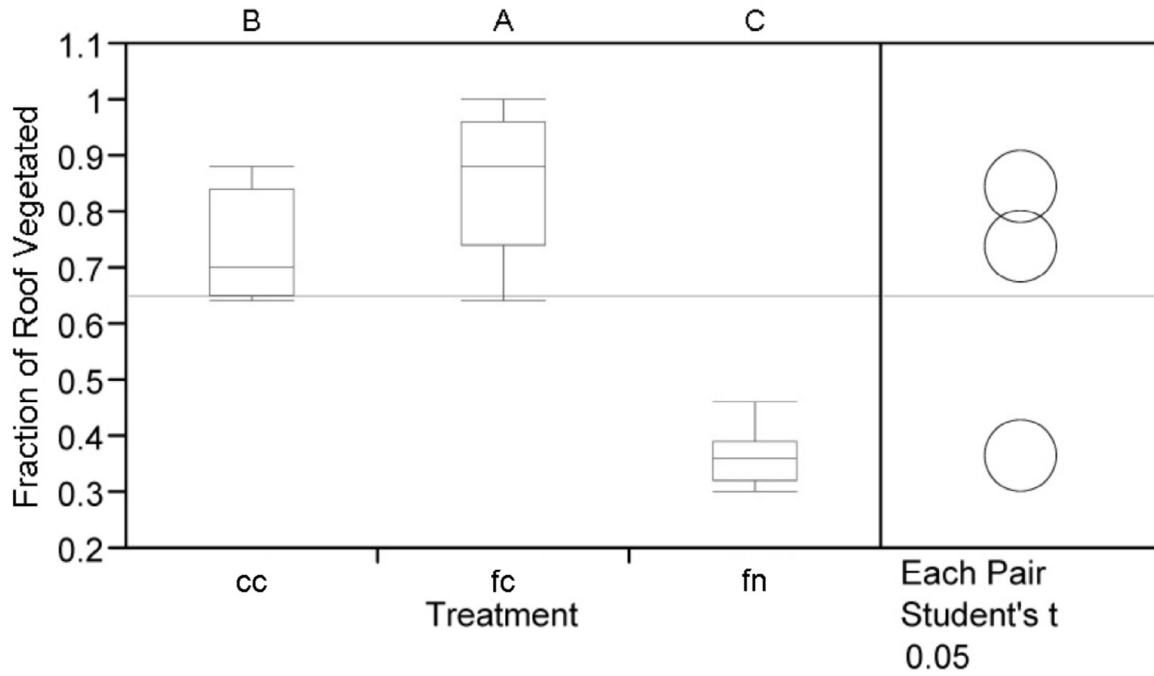 B A C
Fraction of Roof Vegetated
1.1
1
0.9
0.8
0.7
0.6
0.5
0.4
0.3
0.2
cc fc fn
Treatment
Each Pair
Student's t
0.05